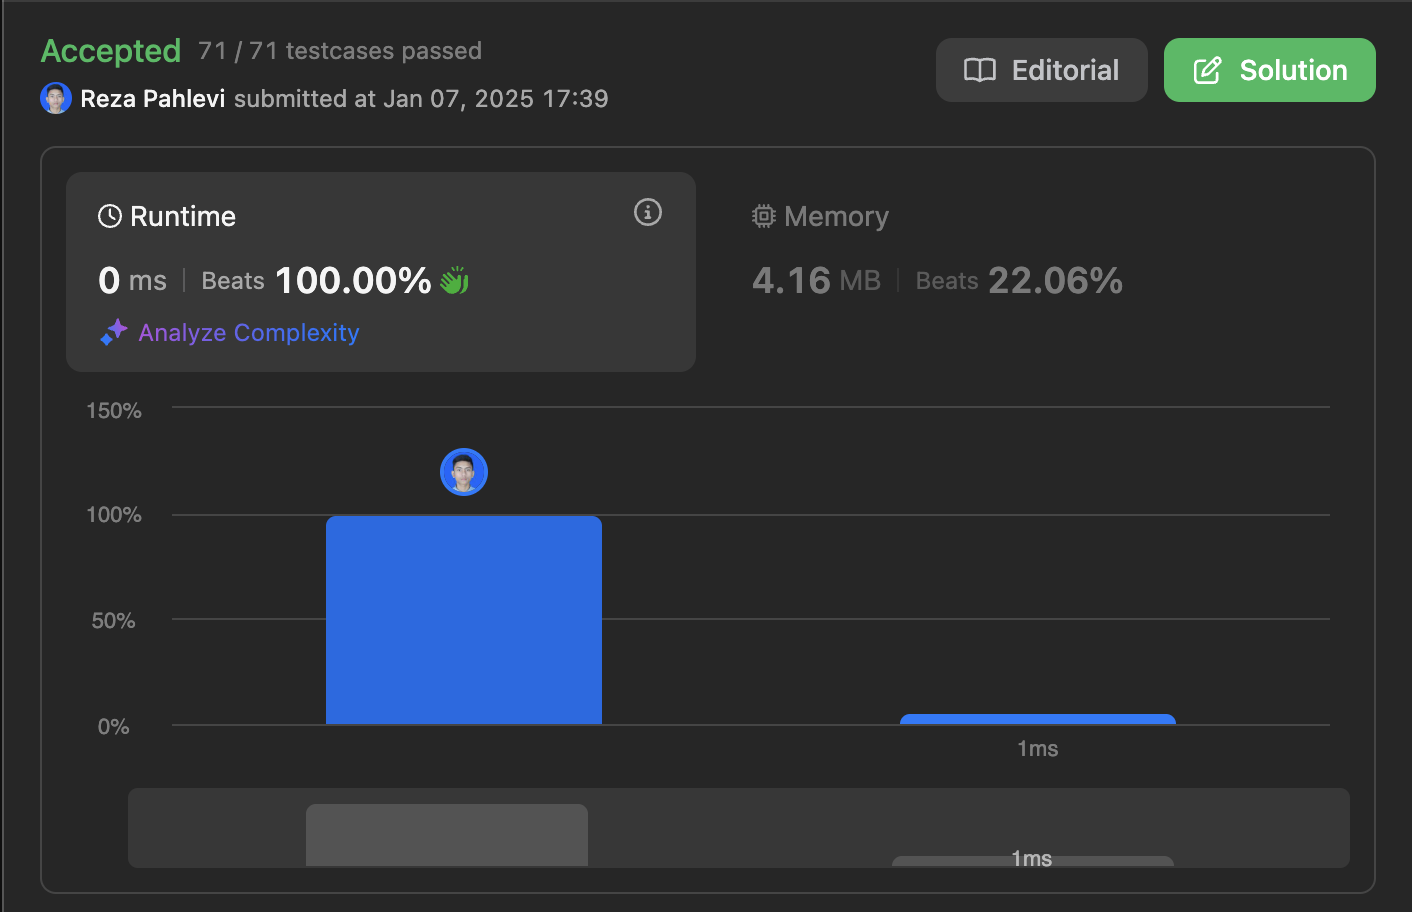 Accepted 71 / 71 testcases passed
Reza Pahlevi submitted at Jan 07, 2025 17:39
Editorial
Solution
Runtime
0 ms | Beats 100.00%
Analyze Complexity
Memory
4.16 MB | Beats 22.06%
150%
100%
50%
0%
1ms
1ms